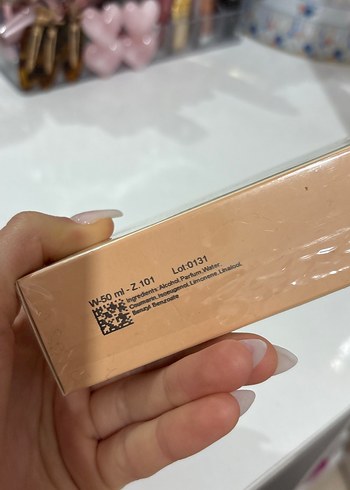 W-50 ml - Z.101 Lot:0131
Ingredients: Alcohol, Parfum, Water,
Coumarin, Isoeugenol, Limonene, Linalool,
Benzyl Benzoate